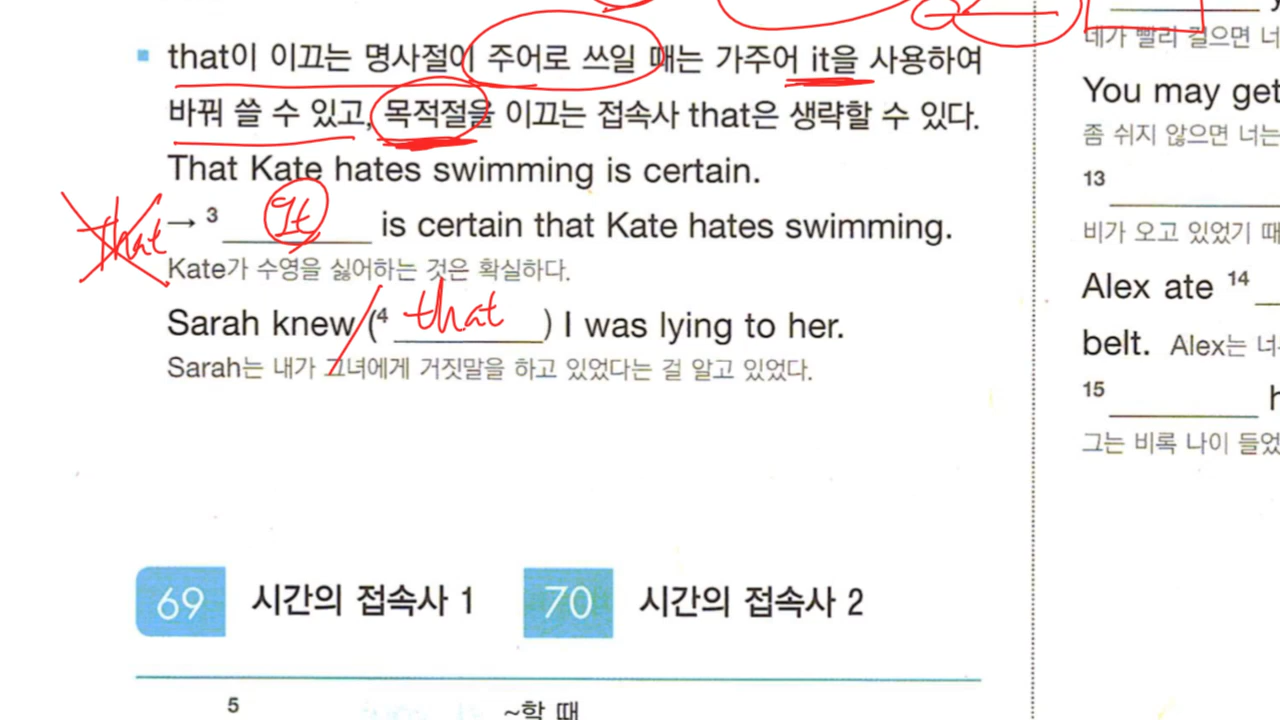 that이 이끄는 명사절이 주어로 쓰일 때는 가주어 it을 사용하여
바꿔 쓸 수 있고, 목적절을 이끄는 접속사 that은 생략할 수 있다.
That Kate hates swimming is certain.
that → 3 It is certain that Kate hates swimming.
Kate가 수영을 싫어하는 것은 확실하다.
Sarah knew (4 that ) I was lying to her.
Sarah는 내가 그녀에게 거짓말을 하고 있었다는 걸 알고 있었다.
69 시간의 접속사 1 70 시간의 접속사 2
5 ~할 때
네가 빨리 걸으면 너
You may get
좀 쉬지 않으면 너는
13
비가 오고 있었기 때
Alex ate 14
belt. Alex는 너
15 h
그는 비록 나이 들었